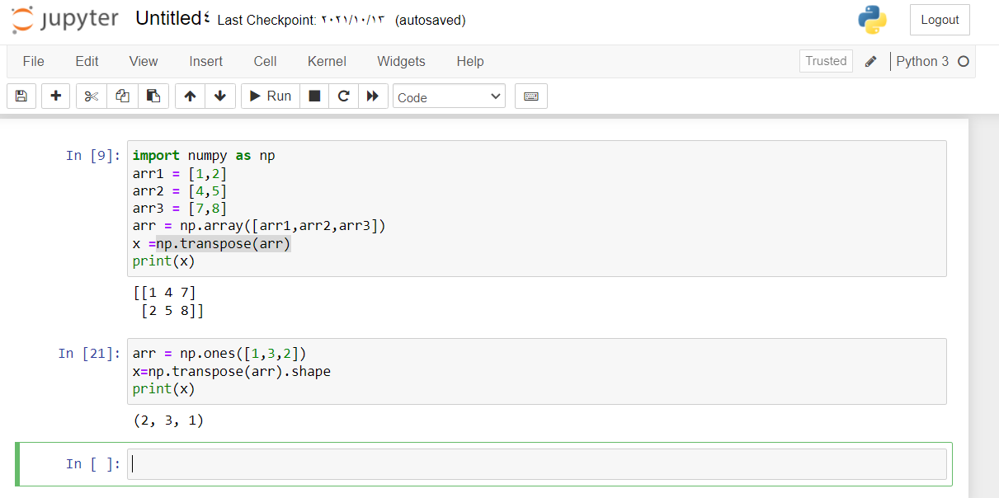 jupyter Untitled٤ Last Checkpoint: ٢٠٢١/١٠/١٣ (autosaved) Logout
File Edit View Insert Cell Kernel Widgets Help Trusted Python 3
Run Code
In [9]: import numpy as np
arr1 = [1,2]
arr2 = [4,5]
arr3 = [7,8]
arr = np.array([arr1,arr2,arr3])
x =np.transpose(arr)
print(x)
[[1 4 7]
[2 5 8]]
In [21]: arr = np.ones([1,3,2])
x=np.transpose(arr).shape
print(x)
(2, 3, 1)
In [ ]: